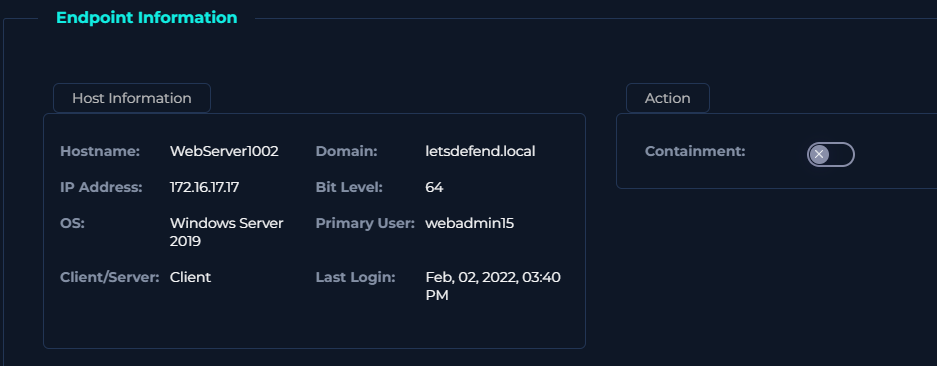 Endpoint Information
Host Information
Action
Hostname: WebServer1002 Domain: letsdefend.local
Containment:
IP Address: 172.16.17.17 Bit Level: 64
OS: Windows Server 2019 Primary User: webadmin15
Client/Server: Client Last Login: Feb, 02, 2022, 03:40 PM